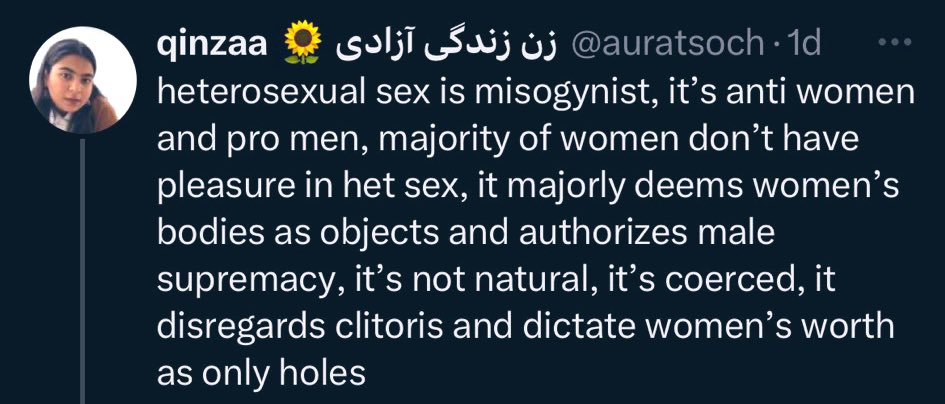 qinzaa 🌻 زن زندگی آزادی @auratsoch · 1d ...
heterosexual sex is misogynist, it’s anti women
and pro men, majority of women don’t have
pleasure in het sex, it majorly deems women’s
bodies as objects and authorizes male
supremacy, it’s not natural, it’s coerced, it
disregards clitoris and dictate women’s worth
as only holes